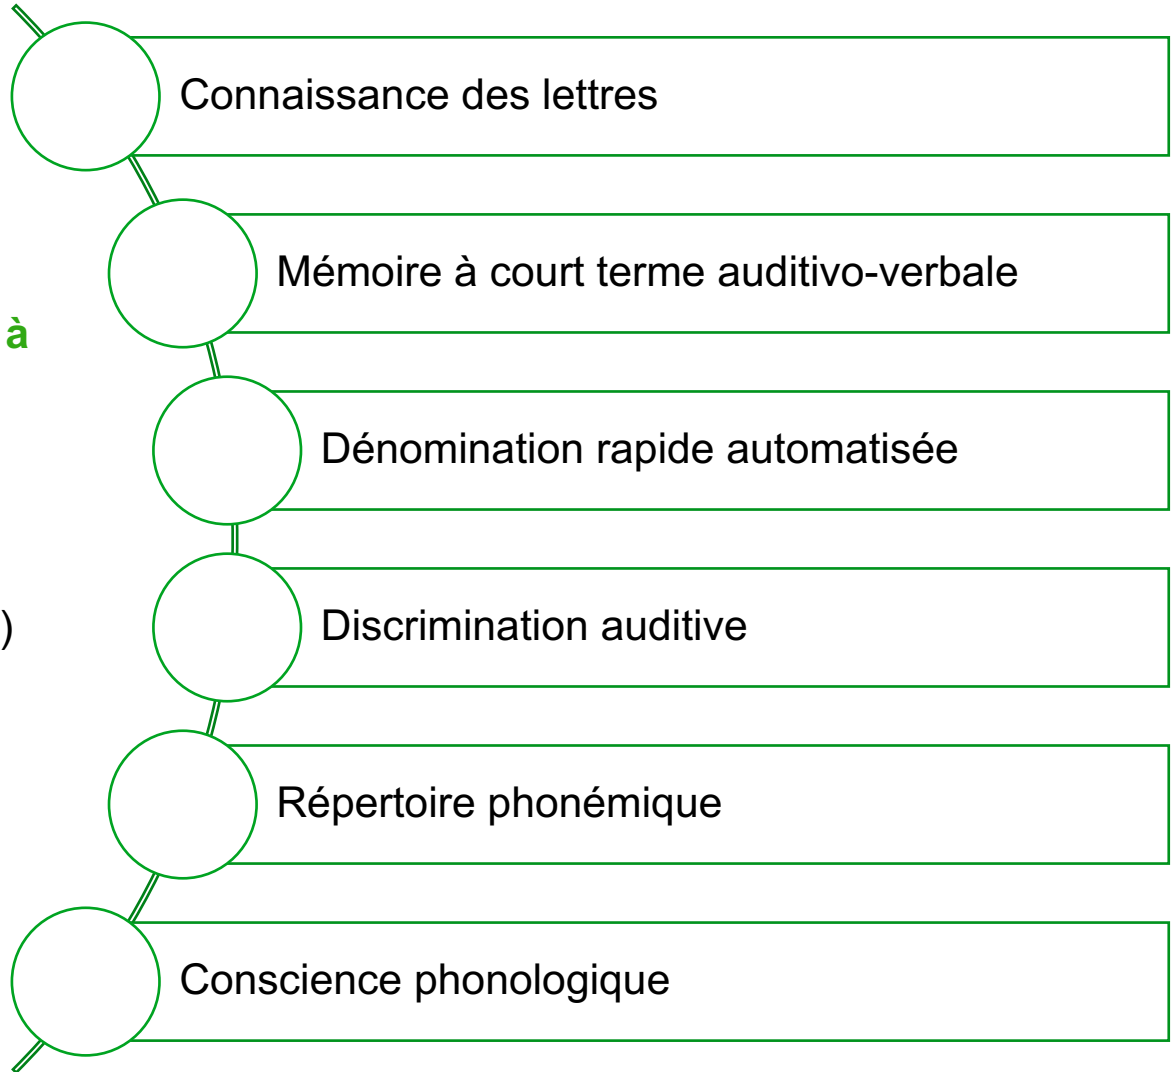 Connaissance des lettres
Mémoire à court terme auditivo-verbale
à
Dénomination rapide automatisée
Discrimination auditive
)
Répertoire phonémique
Conscience phonologique